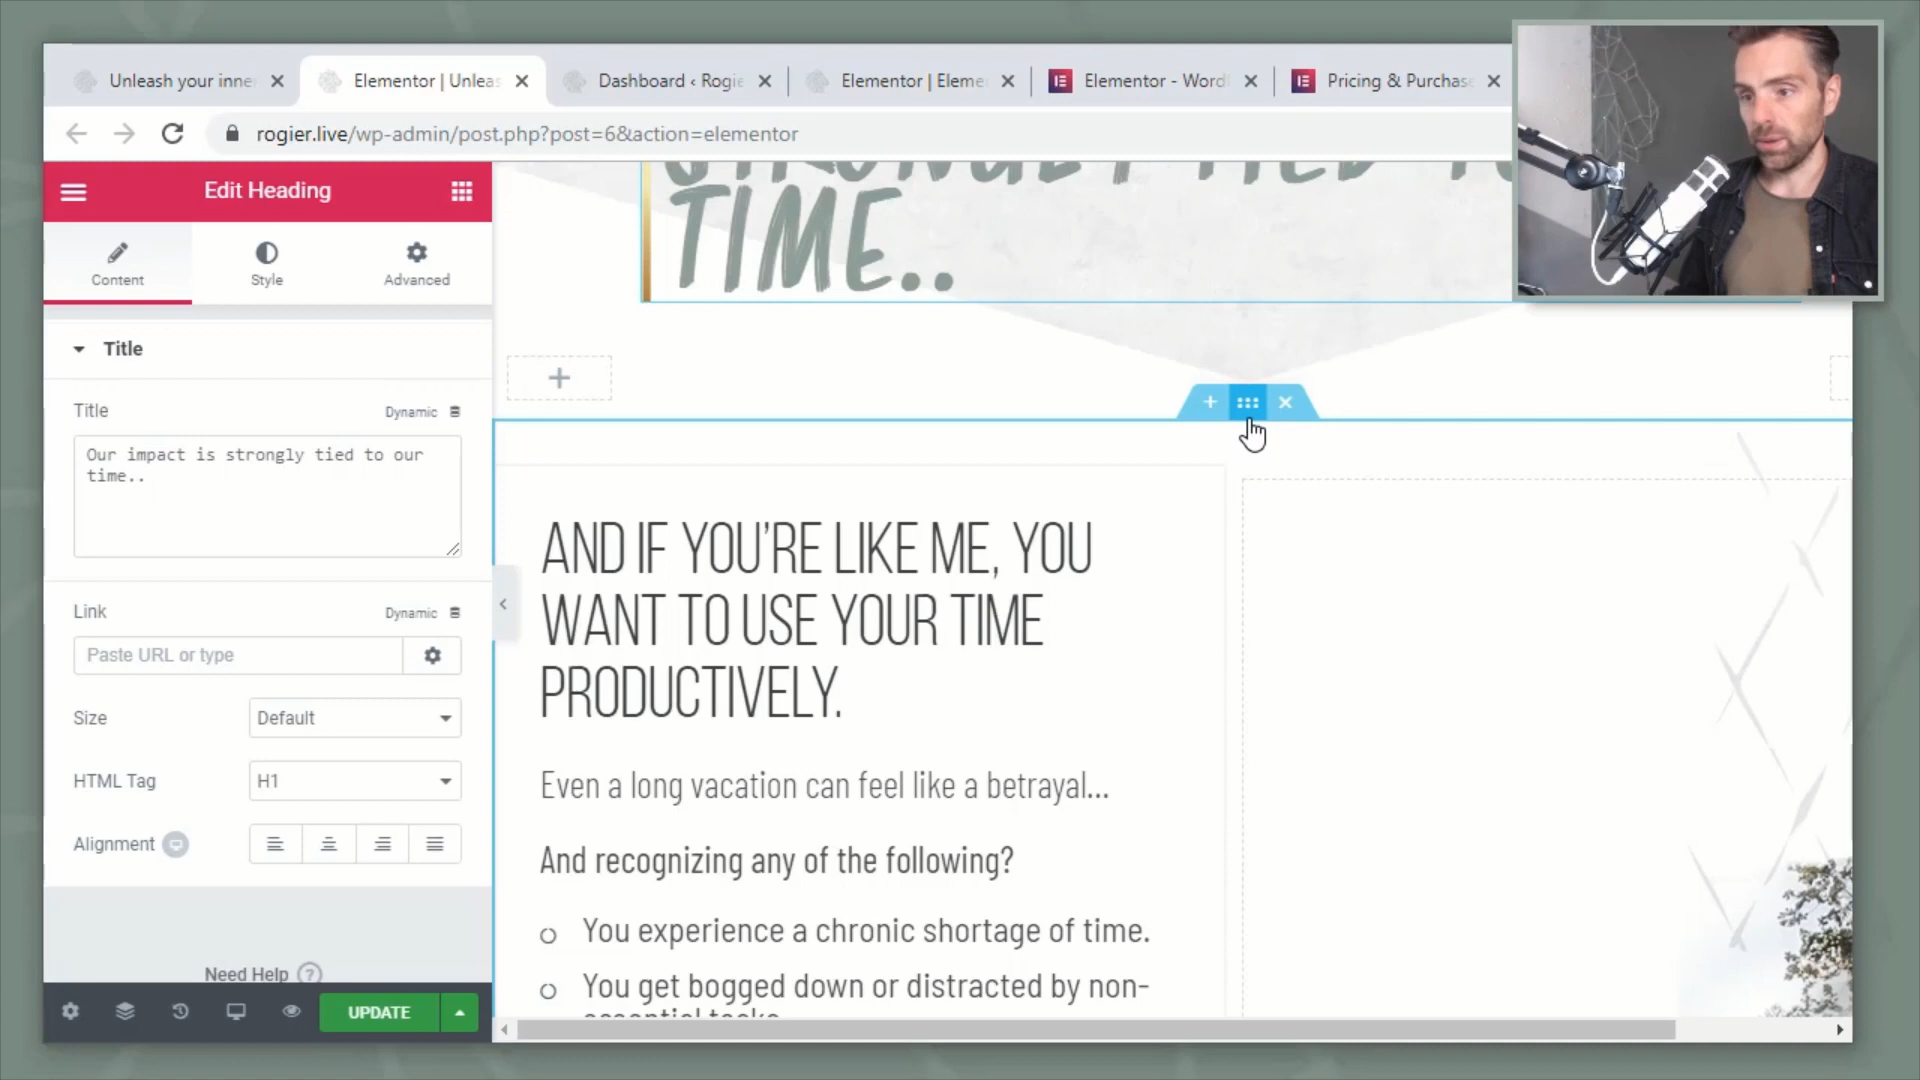 Unleash your inne
Elementor | Unleas
Dashboard ‹ Rogie
Elementor | Eleme
Elementor - Word
Pricing & Purchas
rogier.live/wp-admin/post.php?post=6&action=elementor
Edit Heading
Content
Style
Advanced
Title
Title
Dynamic
Our impact is strongly tied to our
time..
Link
Dynamic
Paste URL or type
Size
Default
HTML Tag
H1
Alignment
Need Help
UPDATE
STRONGLY TIED TO
TIME..
AND IF YOU'RE LIKE ME, YOU
WANT TO USE YOUR TIME
PRODUCTIVELY.
Even a long vacation can feel like a betrayal...
And recognizing any of the following?
You experience a chronic shortage of time.
You get bogged down or distracted by non-
essential tasks